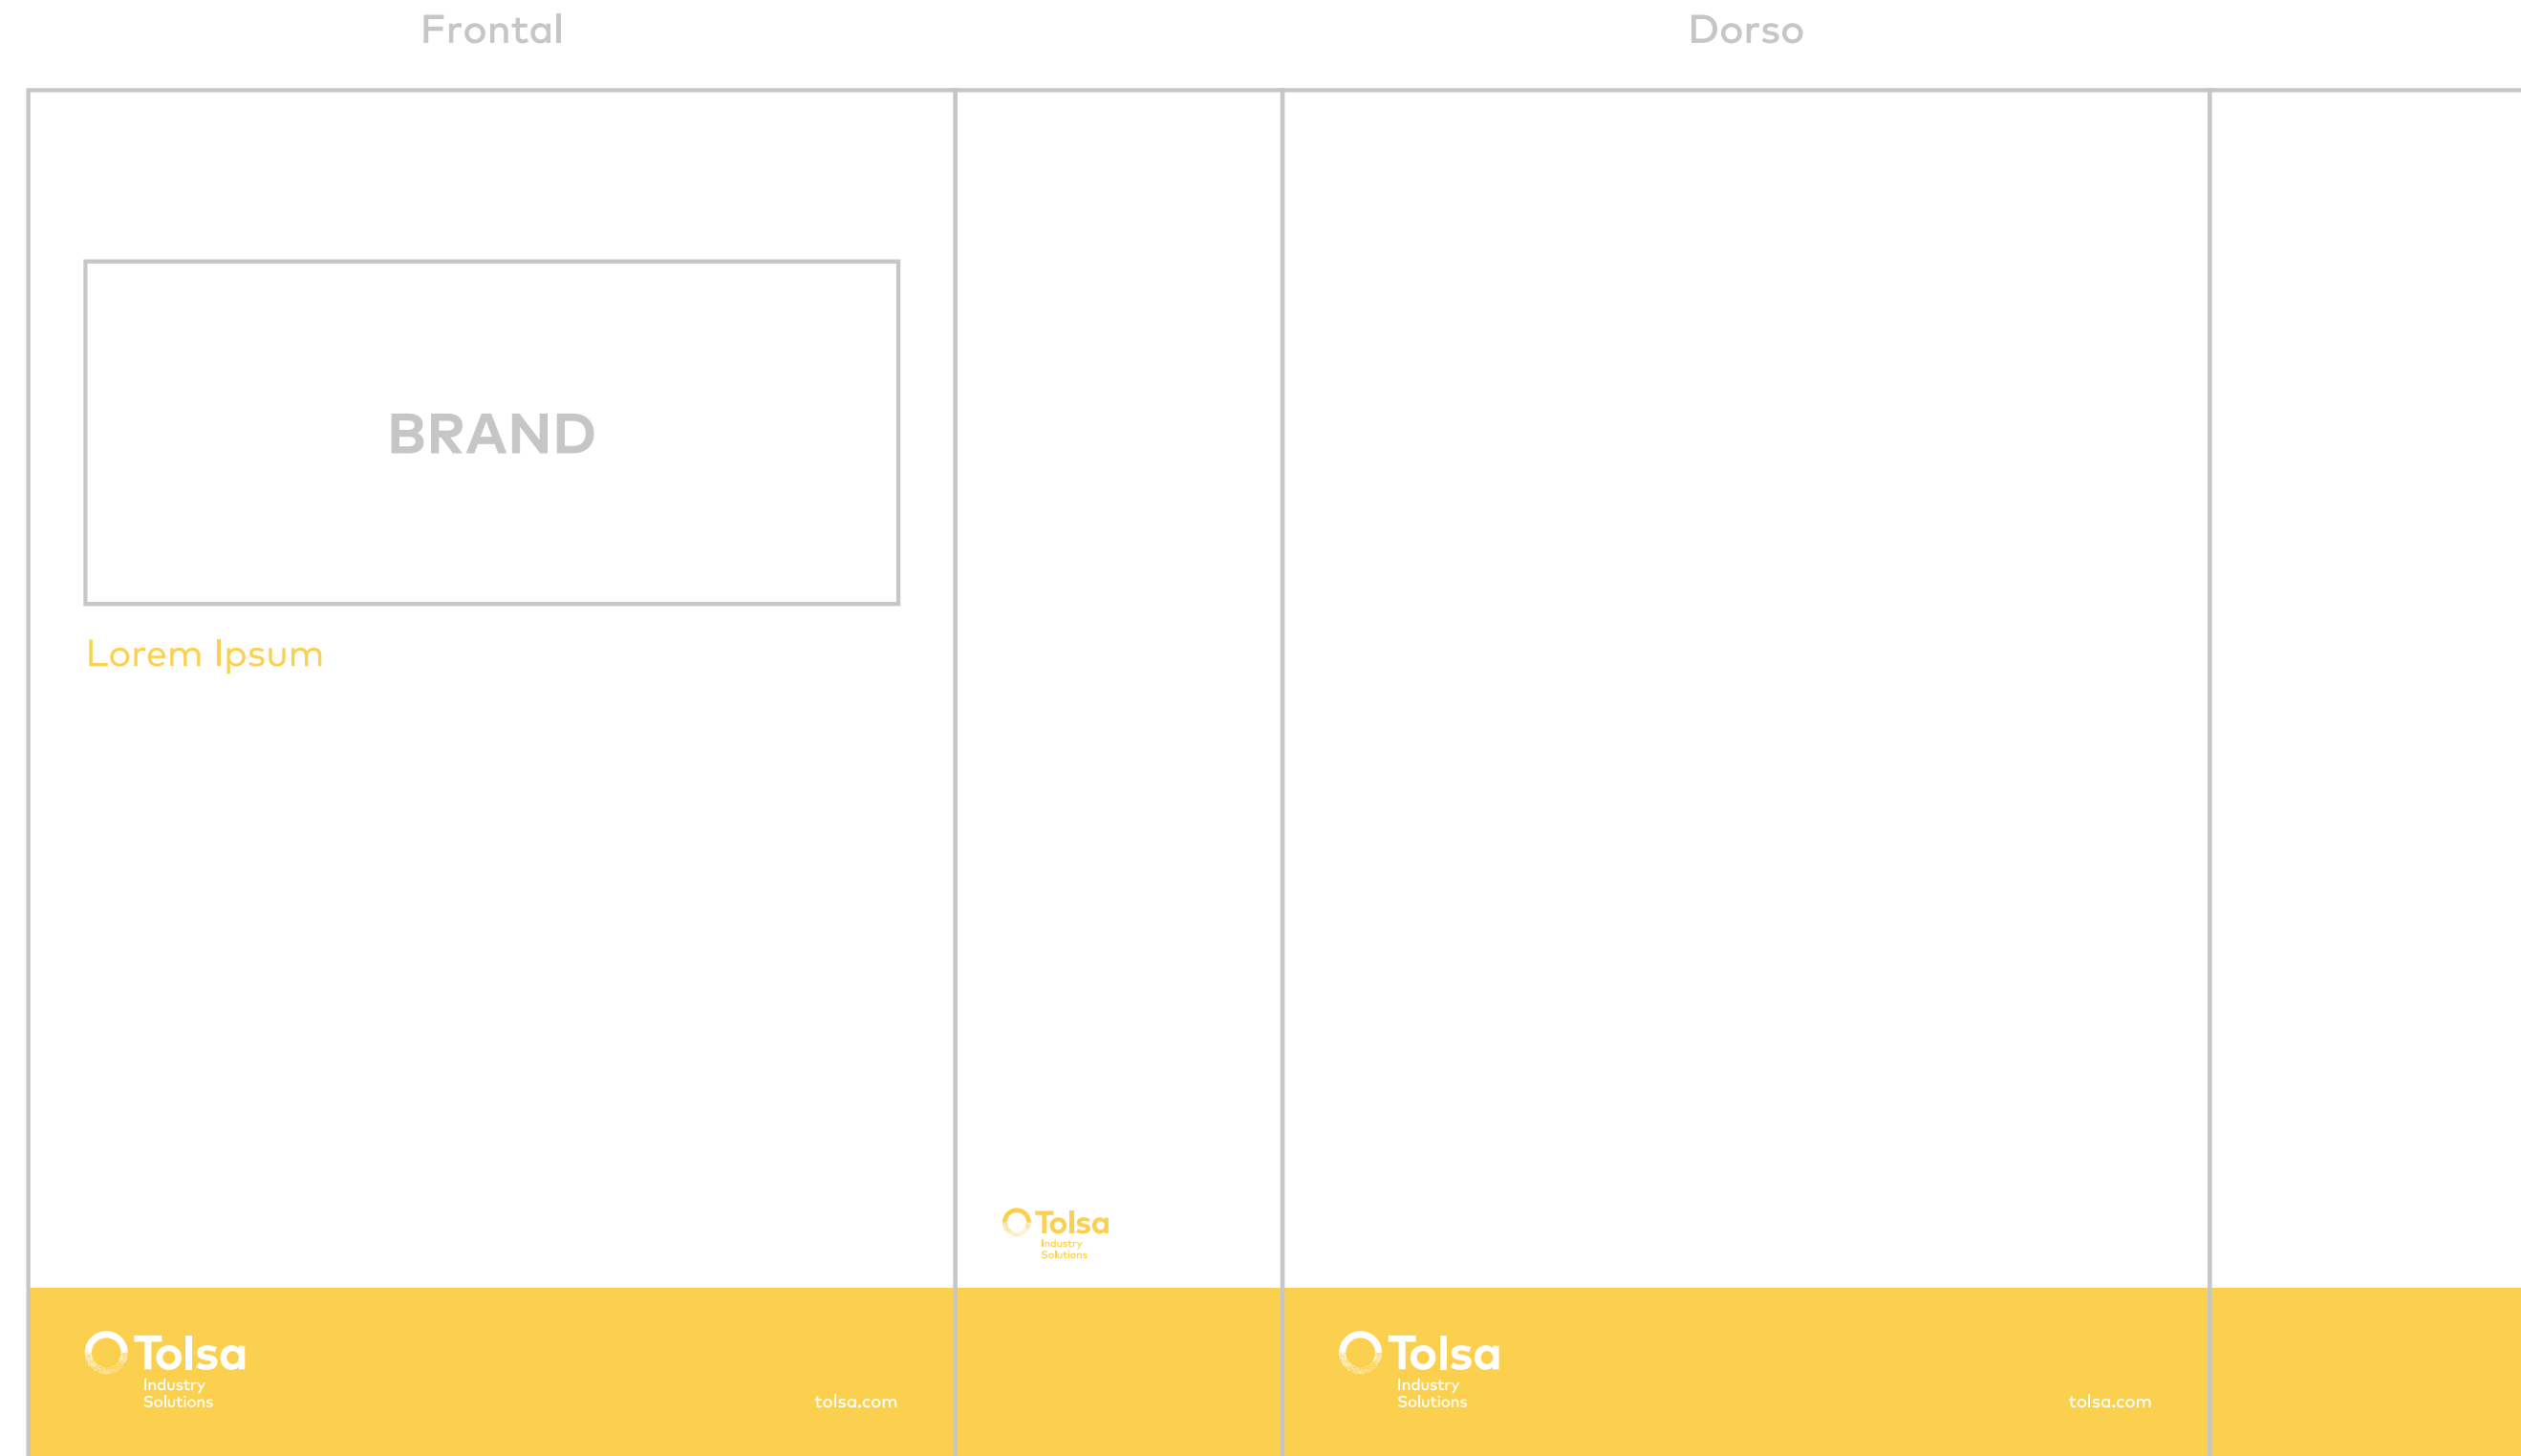 Frontal
Dorso
BRAND
Lorem Ipsum
Tolsa
Industry
Solutions
Tolsa
Industry
Solutions
tolsa.com
Tolsa
Industry
Solutions
tolsa.com